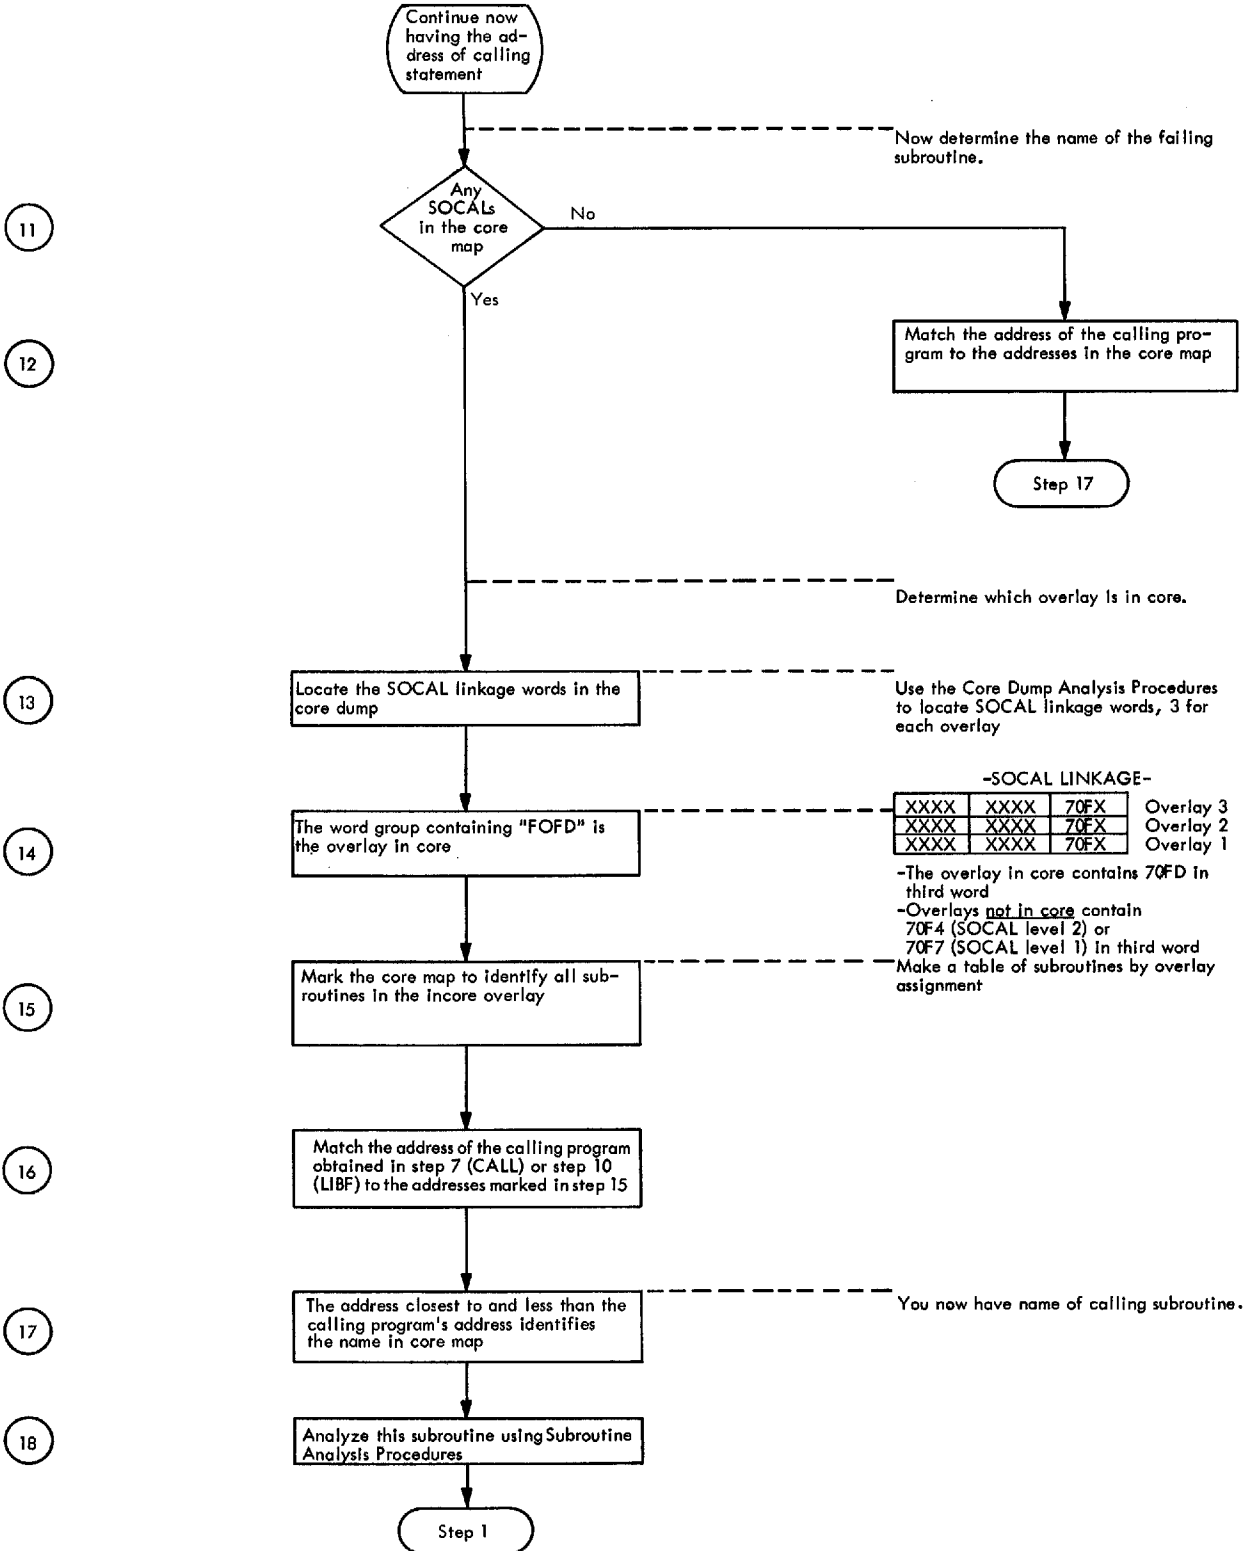 Continue now
having the ad-
dress of calling
statement
Now determine the name of the failing
subroutine.
11
Any
SOCALs
in the core
map
No
Yes
12
Match the address of the calling pro-
gram to the addresses in the core map
Step 17
Determine which overlay is in core.
13
Locate the SOCAL linkage words in the
core dump
Use the Core Dump Analysis Procedures
to locate SOCAL linkage words, 3 for
each overlay
-SOCAL LINKAGE-
XXXX XXXX 70FX Overlay 3
XXXX XXXX 70FX Overlay 2
XXXX XXXX 70FX Overlay 1
14
The word group containing "FOFD" is
the overlay in core
-The overlay in core contains 70FD in
third word
-Overlays not in core contain
70F4 (SOCAL level 2) or
70F7 (SOCAL level 1) in third word
15
Mark the core map to identify all sub-
routines in the incore overlay
Make a table of subroutines by overlay
assignment
16
Match the address of the calling program
obtained in step 7 (CALL) or step 10
(LIBF) to the addresses marked in step 15
17
The address closest to and less than the
calling program's address identifies
the name in core map
You now have name of calling subroutine.
18
Analyze this subroutine using Subroutine
Analysis Procedures
Step 1